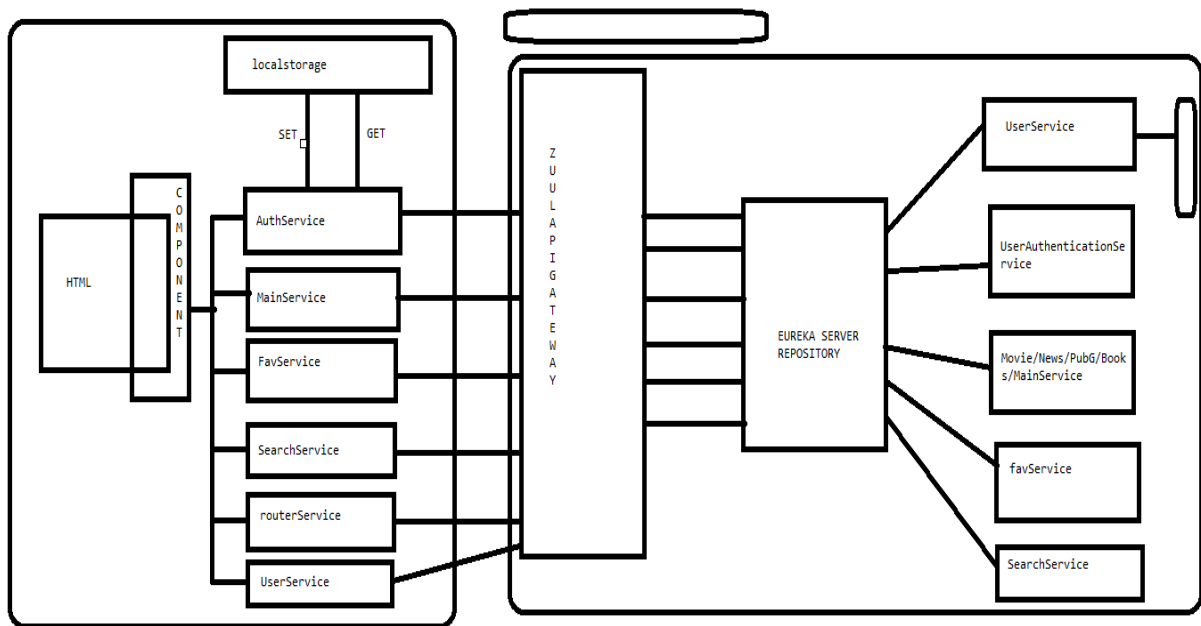 localstorage
SET
GET
C
O
M
P
O
N
E
N
T
HTML
AuthService
MainService
FavService
SearchService
routerService
UserService
Z
U
U
L
A
P
I
G
A
T
E
W
A
Y
EUREKA SERVER
REPOSITORY
UserService
UserAuthenticationSe
rvice
Movie/News/PubG/Book
s/MainService
favService
SearchService